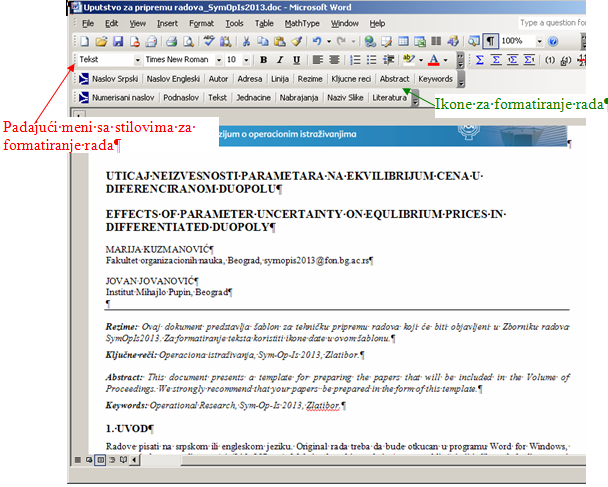 Uputstvo za pripremu radova_SymOpIs2013.doc - Microsoft Word
File Edit View Insert Format Tools Table MathType Window Help Type a question for
100%
Tekst Times New Roman 10 B I U
Naslov Srpski Naslov Engleski Autor Adresa Linija Rezime Kljucne reci Abstract Keywords
Numerisani naslov Podnaslov Tekst Jednacine Nabrajanja Naziv Slike Literatura
Ikone·za·formatiranje·rada¶
Padajući·meni·sa·stilovima·za·
formatiranje·rada¶
zijum o operacionim istraživanjima
UTICAJ·NEIZVESNOSTI·PARAMETARA·NA·EKVILIBRIJUM·CENA·U·
DIFERENCIRANOM·DUOPOLU¶
EFFECTS·OF·PARAMETER·UNCERTAINTY·ON·EQULIBRIUM·PRICES·IN·
DIFFERENTIATED·DUOPOLY¶
MARIJA·KUZMANOVIĆ¶
Fakultet·organizacionih·nauka,·Beograd,·symopis2013@fon.bg.ac.rs¶
JOVAN·JOVANOVIĆ¶
Institut·Mihajlo·Pupin,·Beograd¶
¶
Rezime:·Ovaj·dokument·predstavlja·šablon·za·tehničku·pripremu·radova·koji·će·biti·objavljeni·u·Zborniku·radova·
SymOpIs2013.·Za·formatiranje·teksta·koristiti·ikone·date·u·ovom·šablonu.¶
Ključne·reči:·Operaciona·istraživanja,·Sym-Op-Is·2013,·Zlatibor.¶
Abstract:·This·document·presents·a·template·for·preparing·the·papers·that·will·be·included·in·the·Volume·of·
Proceedings.·We·strongly·recommend·that·your·papers·be·prepared·in·the·form·of·this·template.¶
Keywords:·Operational·Research,·Sym-Op-Is·2013,·Zlatibor.¶
1.·UVOD¶
Radove·pisati·na·srpskom·ili·engleskom·jeziku.·Original·rada·treba·da·bude·otkucan·u·programu·Word·for·Windows,·